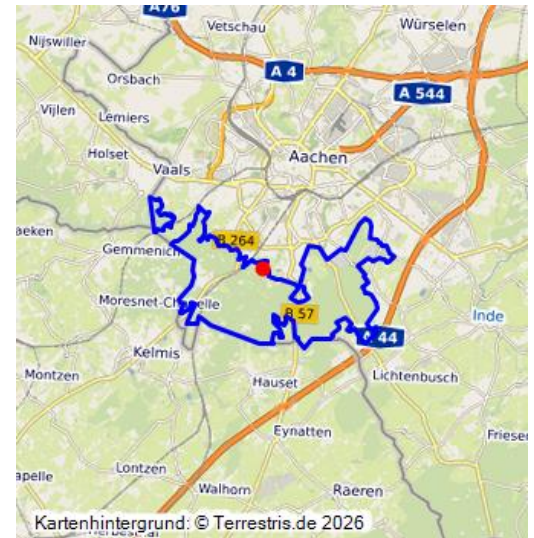 A76
Vetschau
Würselen
Nijswiller
A 4
Orsbach
A 544
Vijlen
Lemiers
Holset
Aachen
Vaals
aeken
B 264
Gemmenich
Moresnet-Chapelle
B 57
Inde
44
Kelmis
Montzen
Lichtenbusch
Hauset
Eynatten
Friese
Lontzen
apelle
Walhorn
Raeren
Kartenhintergrund: © Terrestris.de 2026